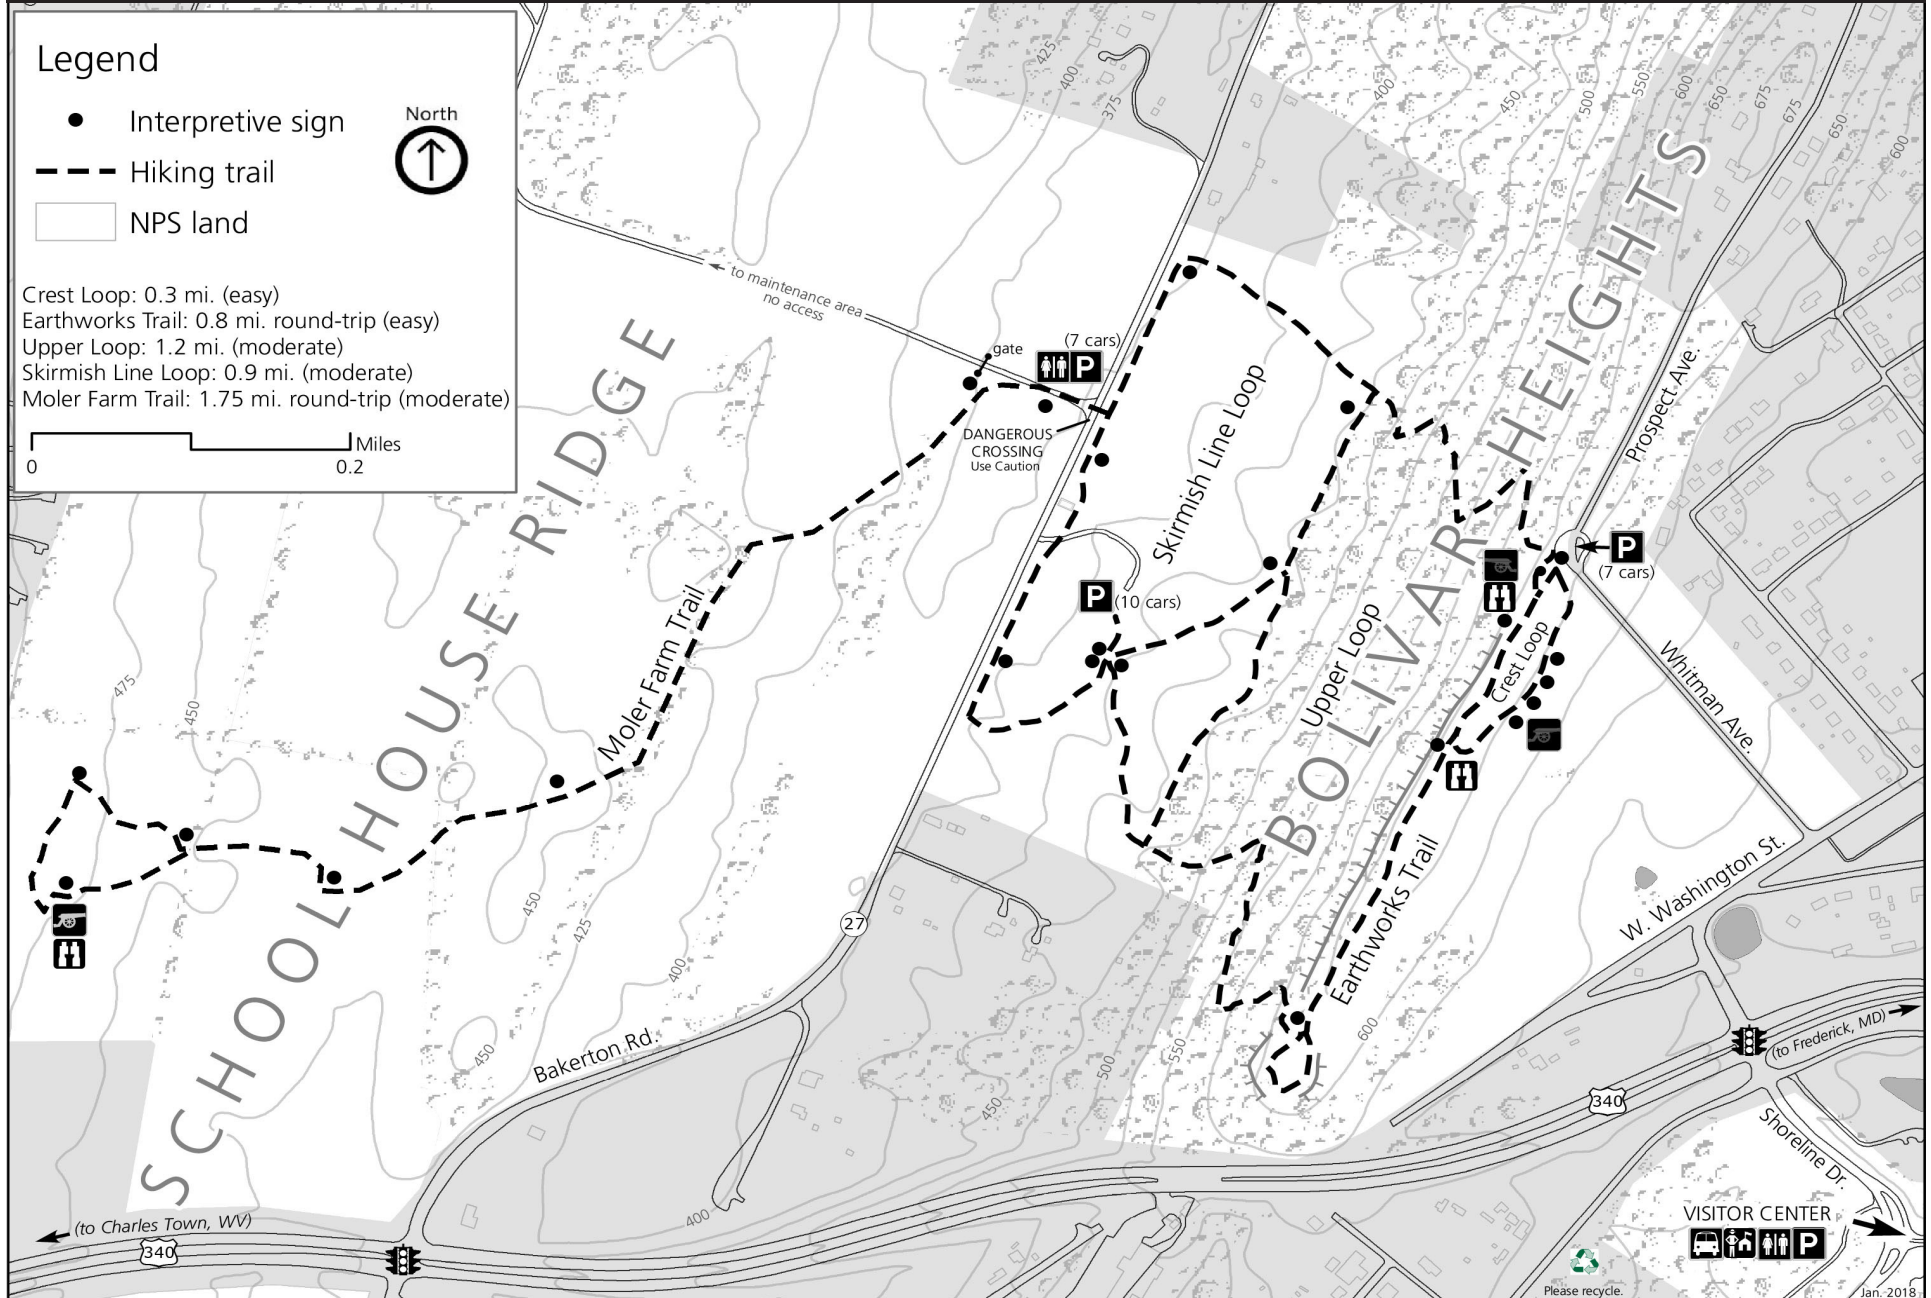 Legend
Interpretive sign
Hiking trail
NPS land
North
Crest Loop: 0.3 mi. (easy)
Earthworks Trail: 0.8 mi. round-trip (easy)
Upper Loop: 1.2 mi. (moderate)
Skirmish Line Loop: 0.9 mi. (moderate)
Moler Farm Trail: 1.75 mi. round-trip (moderate)
Miles
0
0.2
425
400
375
400
450
500
550
600
650
675
675
650
600
to maintenance area
no access
gate
(7 cars)
P
DANGEROUS
CROSSING
Use Caution
Skirmish Line Loop
P
(10 cars)
Upper Loop
BOLIVAR HEIGHTS
Prospect Ave.
P
(7 cars)
Crest Loop
Whitman Ave.
Earthworks Trail
W. Washington St.
SCHOOL HOUSE RIDGE
Moler Farm Trail
475
450
450
425
400
450
27
Bakerton Rd.
500
550
450
600
400
(to Frederick, MD)
340
Shoreline Dr.
(to Charles Town, WV)
340
VISITOR CENTER
P
Please recycle.
Jan. 2018